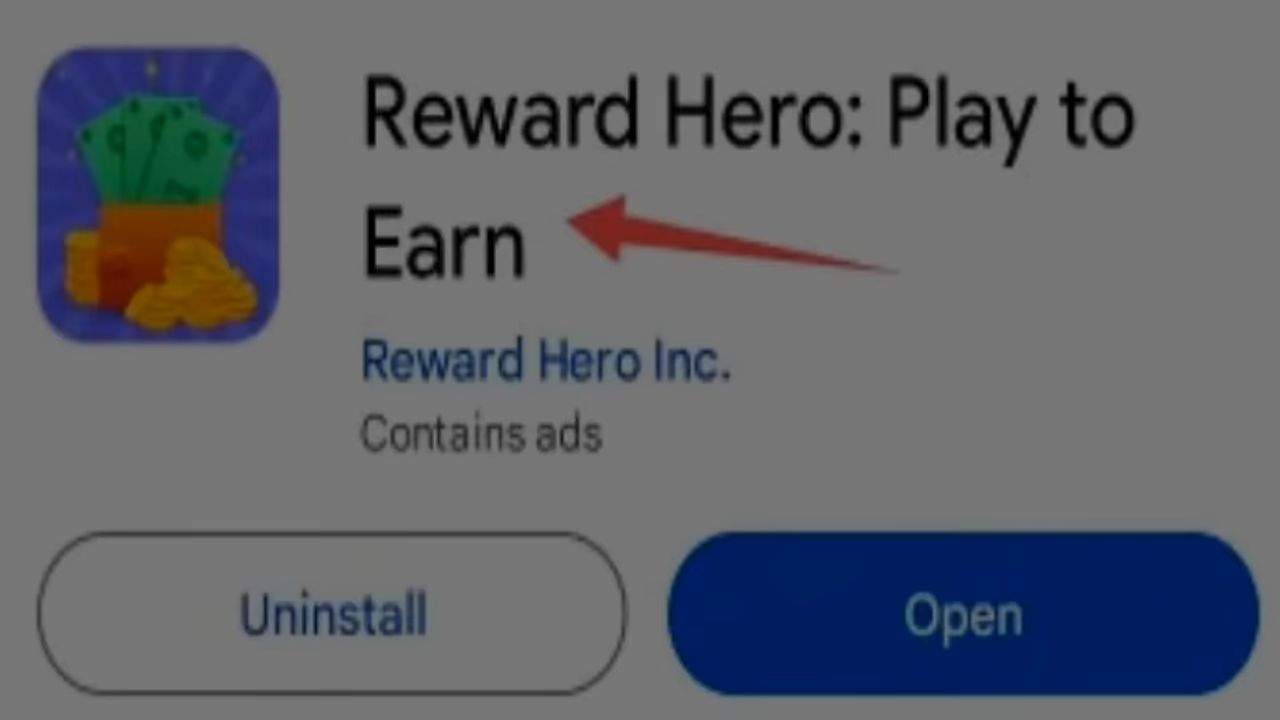 Reward Hero: Play to
Earn
Reward Hero Inc.
Contains ads
Uninstall
Open